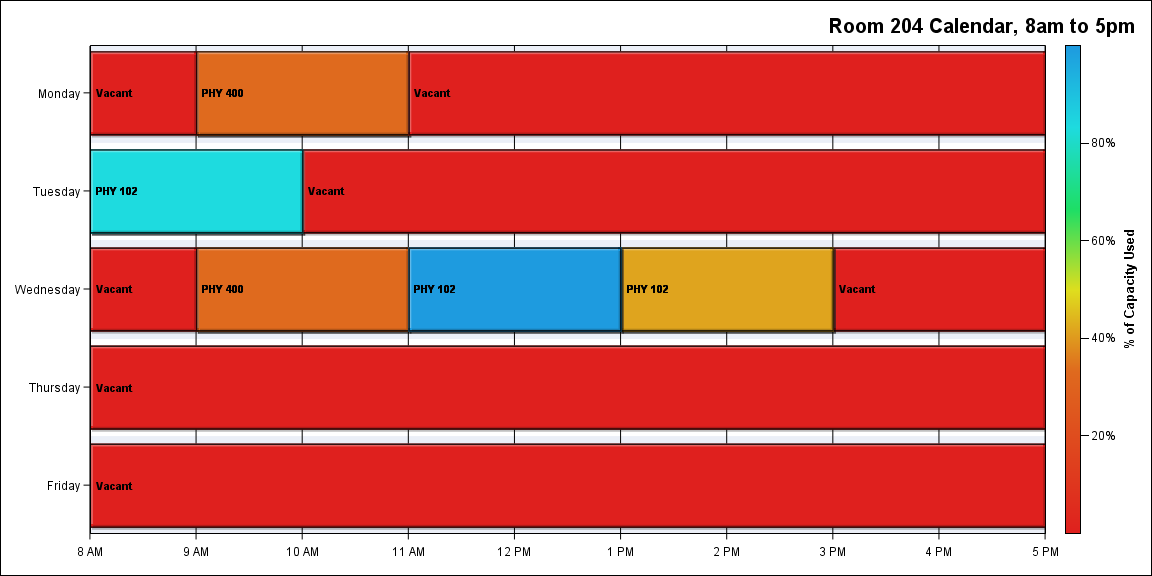 Room 204 Calendar, 8am to 5pm
Monday
Vacant
PHY 400
Vacant
Tuesday
PHY 102
Vacant
Wednesday
Vacant
PHY 400
PHY 102
PHY 102
Vacant
Thursday
Vacant
Friday
Vacant
8 AM 9 AM 10 AM 11 AM 12 PM 1 PM 2 PM 3 PM 4 PM 5 PM
80%
60%
40%
20%
% of Capacity Used